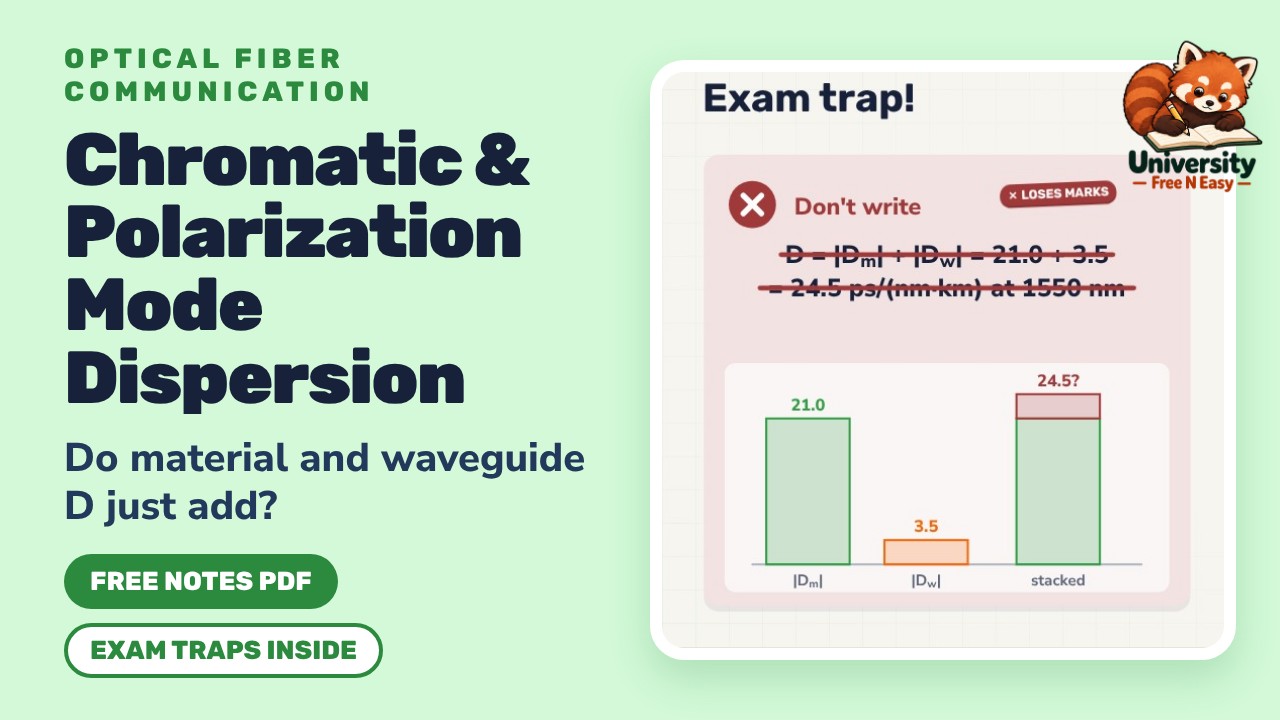 OPTICAL FIBER
COMMUNICATION
Chromatic &
Polarization
Mode
Dispersion
Do material and waveguide
D just add?
FREE NOTES PDF
EXAM TRAPS INSIDE
Exam trap!
Don't write
× LOSES MARKS
D = |Dm| + |Dw| = 21.0 + 3.5
= 24.5 ps/(nm·km) at 1550 nm
24.5?
21.0
3.5
|Dm|
|Dw|
stacked
University
Free N Easy